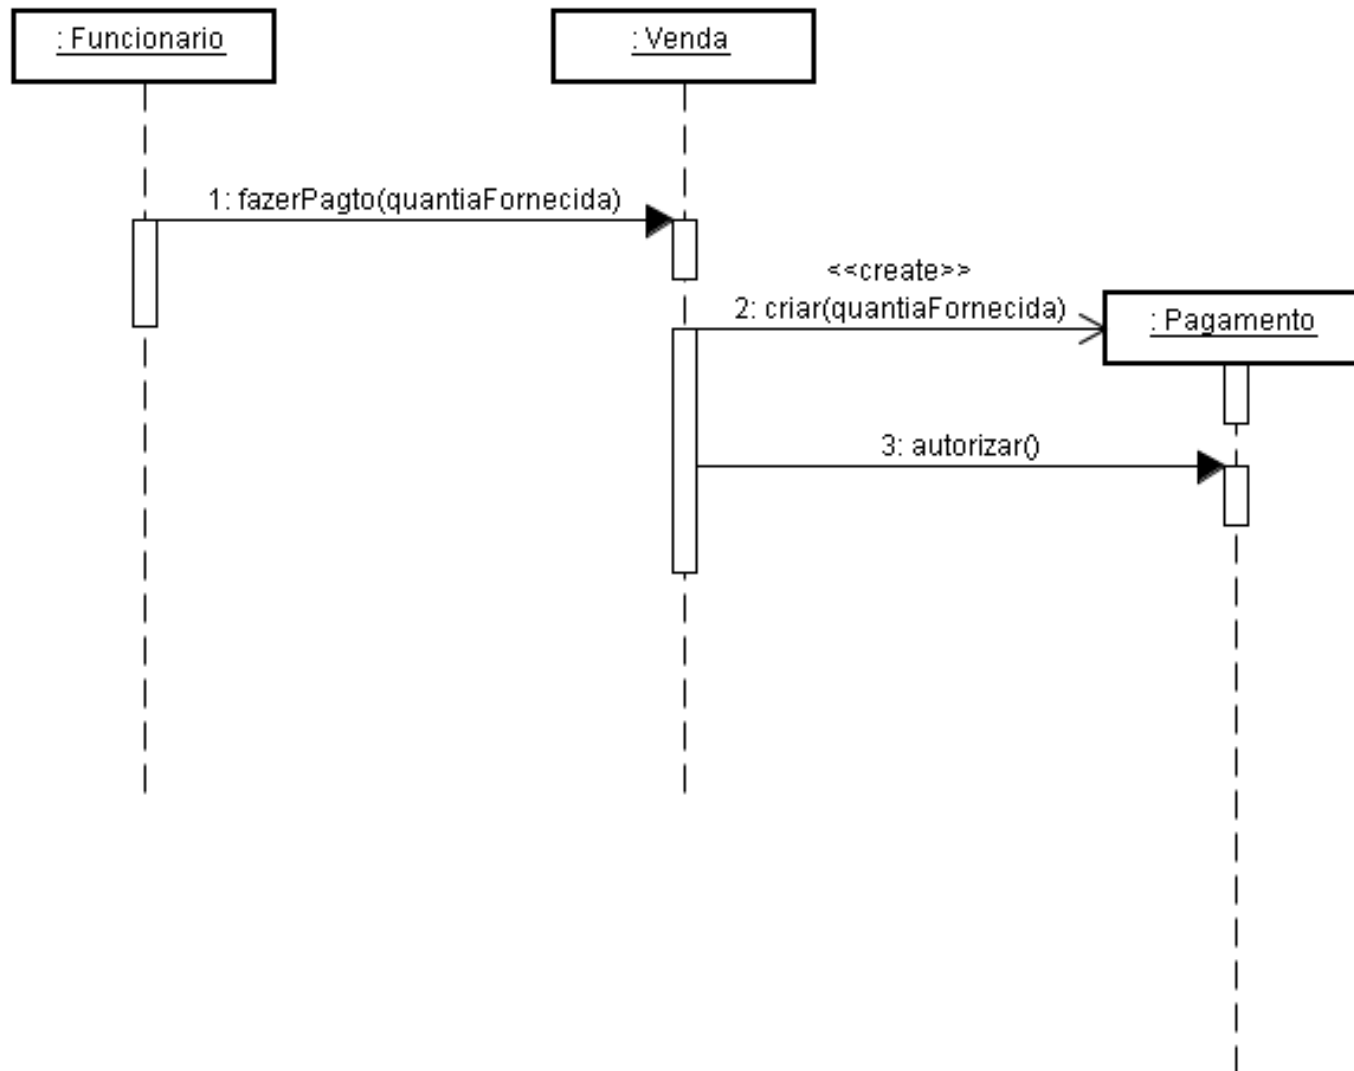 : Funcionario
: Venda
1: fazerPagto(quantiaFornecida)
<<create>>
2: criar(quantiaFornecida)
: Pagamento
3: autorizar()